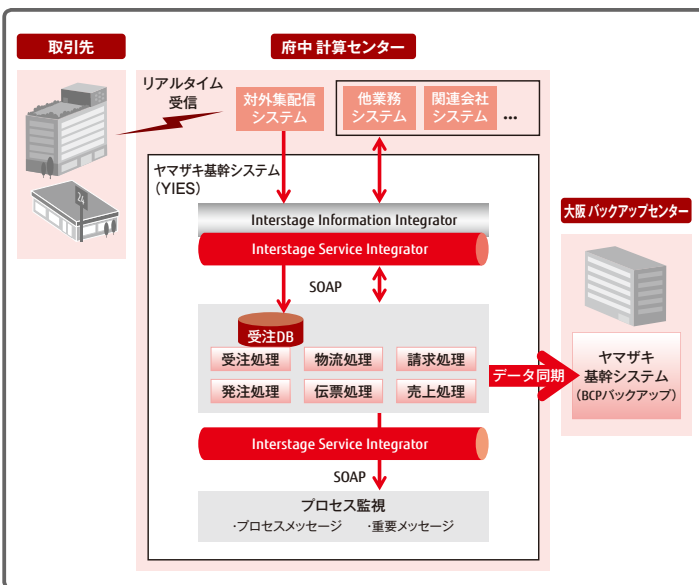 取引先
府中 計算センター
リアルタイム
受信
対外集配信
システム
他業務
システム
関連会社
システム
...
ヤマザキ基幹システム
（YIES）
24
Interstage Information Integrator
Interstage Service Integrator
SOAP
受注DB
受注処理
物流処理
請求処理
発注処理
伝票処理
売上処理
データ同期
大阪 バックアップセンター
ヤマザキ
基幹システム
（BCPバックアップ）
Interstage Service Integrator
SOAP
プロセス監視
・プロセスメッセージ ・重要メッセージ